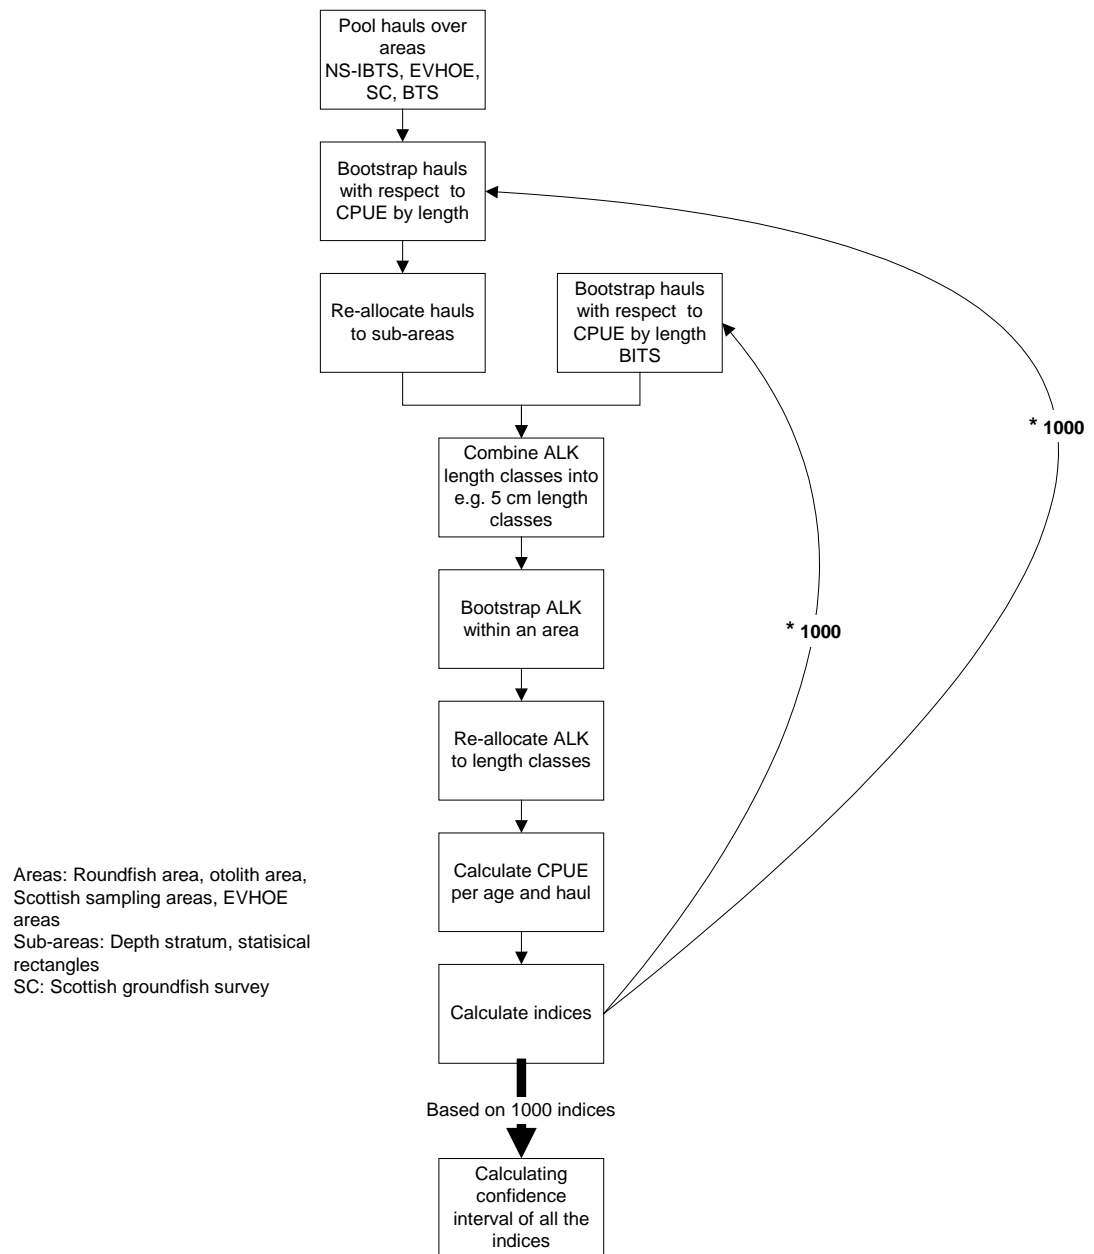 Pool hauls over
areas
NS-IBTS, EVHOE,
SC, BTS
Bootstrap hauls
with respect to
CPUE by length
Re-allocate hauls
to sub-areas
Bootstrap hauls
with respect to
CPUE by length
BITS
* 1000
Combine ALK
length classes into
e.g. 5 cm length
classes
Bootstrap ALK
within an area
* 1000
Re-allocate ALK
to length classes
Calculate CPUE
per age and haul
Areas: Roundfish area, otolith area,
Scottish sampling areas, EVHOE
areas
Sub-areas: Depth stratum, statisical
rectangles
SC: Scottish groundfish survey
Calculate indices
Based on 1000 indices
Calculating
confidence
interval of all the
indices